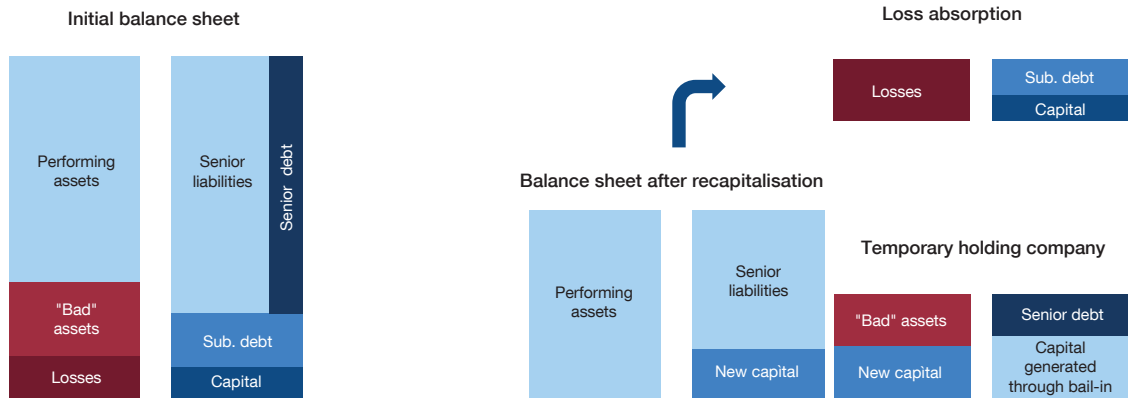 Initial balance sheet
Performing
assets
"Bad"
assets
Losses
Senior
liabilities
Senior debt
Sub. debt
Capital
Loss absorption
Losses
Sub. debt
Capital
Balance sheet after recapitalisation
Performing
assets
Senior
liabilities
New capìtal
Temporary holding company
"Bad" assets
New capìtal
Senior debt
Capital
generated
through bail-in